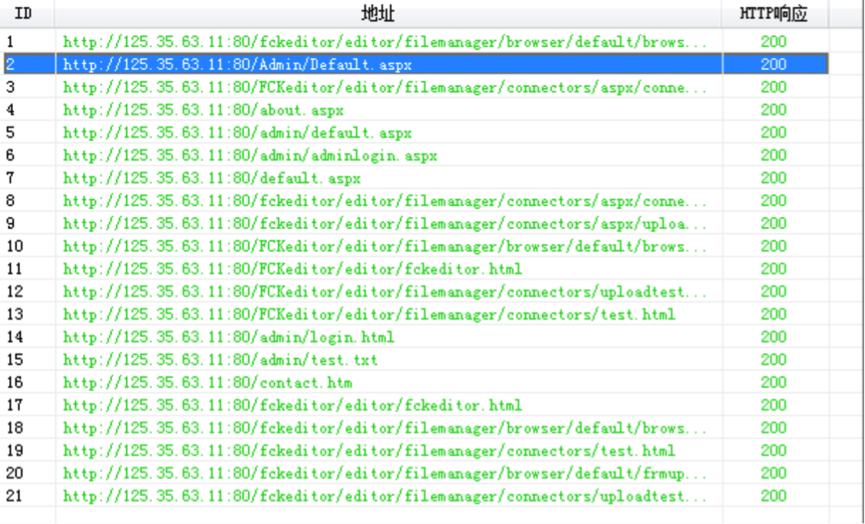 ID 地址 HTTP响应
1 http://125.35.63.11:80/fckeditor/editor/filemanager/browser/default/brows... 200
2 http://125.35.63.11:80/Admin/Default.aspx 200
3 http://125.35.63.11:80/FCKeditor/editor/filemanager/connectors/aspx/conne... 200
4 http://125.35.63.11:80/about.aspx 200
5 http://125.35.63.11:80/admin/default.aspx 200
6 http://125.35.63.11:80/admin/adminlogin.aspx 200
7 http://125.35.63.11:80/default.aspx 200
8 http://125.35.63.11:80/fckeditor/editor/filemanager/connectors/aspx/conne... 200
9 http://125.35.63.11:80/fckeditor/editor/filemanager/connectors/aspx/uploa... 200
10 http://125.35.63.11:80/FCKeditor/editor/filemanager/browser/default/brows... 200
11 http://125.35.63.11:80/FCKeditor/editor/fckeditor.html 200
12 http://125.35.63.11:80/FCKeditor/editor/filemanager/connectors/uploadtest... 200
13 http://125.35.63.11:80/FCKeditor/editor/filemanager/connectors/test.html 200
14 http://125.35.63.11:80/admin/login.html 200
15 http://125.35.63.11:80/admin/test.txt 200
16 http://125.35.63.11:80/contact.htm 200
17 http://125.35.63.11:80/fckeditor/editor/fckeditor.html 200
18 http://125.35.63.11:80/fckeditor/editor/filemanager/browser/default/brows... 200
19 http://125.35.63.11:80/fckeditor/editor/filemanager/connectors/test.html 200
20 http://125.35.63.11:80/fckeditor/editor/filemanager/browser/default/frmup... 200
21 http://125.35.63.11:80/fckeditor/editor/filemanager/connectors/uploadtest... 200